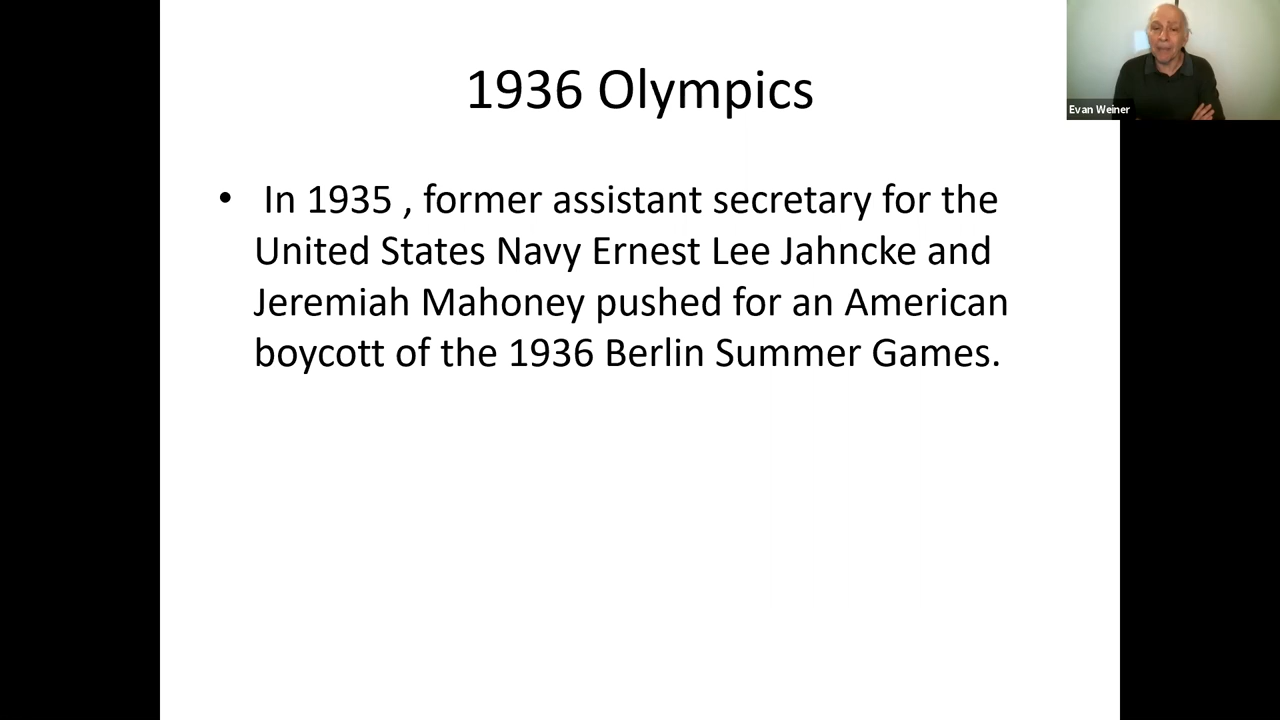 1936 Olympics
Evan Weiner
• In 1935 , former assistant secretary for the
United States Navy Ernest Lee Jahncke and
Jeremiah Mahoney pushed for an American
boycott of the 1936 Berlin Summer Games.